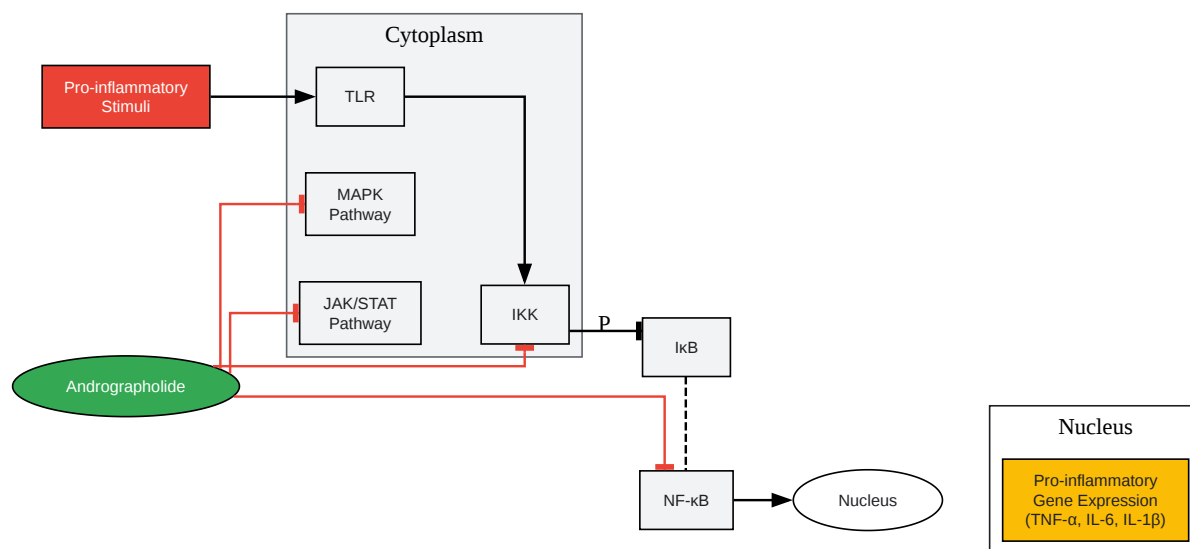 Cytoplasm
Pro-inflammatory
Stimuli
TLR
MAPK
Pathway
JAK/STAT
Pathway
IKK
P
IκB
Andrographolide
NF-κB
Nucleus
Nucleus
Pro-inflammatory
Gene Expression
(TNF-α, IL-6, IL-1β)